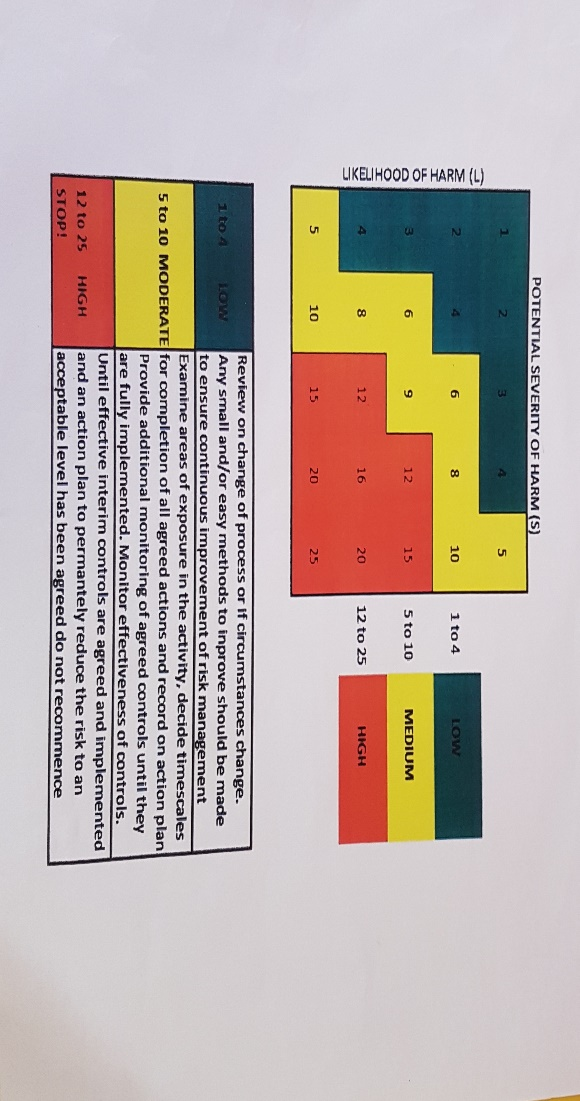 POTENTIAL SEVERITY OF HARM (S)
LIKELIHOOD OF HARM (L)
1 2 3 4 5
2 4 6 8 10
3 6 9 12 15
4 8 12 16 20
5 10 15 20 25
1 to 4 LOW
5 to 10 MEDIUM
12 to 25 HIGH
1 to 4 LOW
Review on change of process or if circumstances change.
Any small and/or easy methods to inprove should be made
to ensure continuous improvement of risk management
5 to 10 MODERATE
Examine areas of exposure in the activity, decide timescales
for completion of all agreed actions and record on action plan
Provide additional monitoring of agreed controls until they
are fully implemented. Monitor effectiveness of controls.
12 to 25 HIGH
STOP!
Until effective interim controls are agreed and implemented
and an action plan to permantely reduce the risk to an
acceptable level has been agreed do not recommence